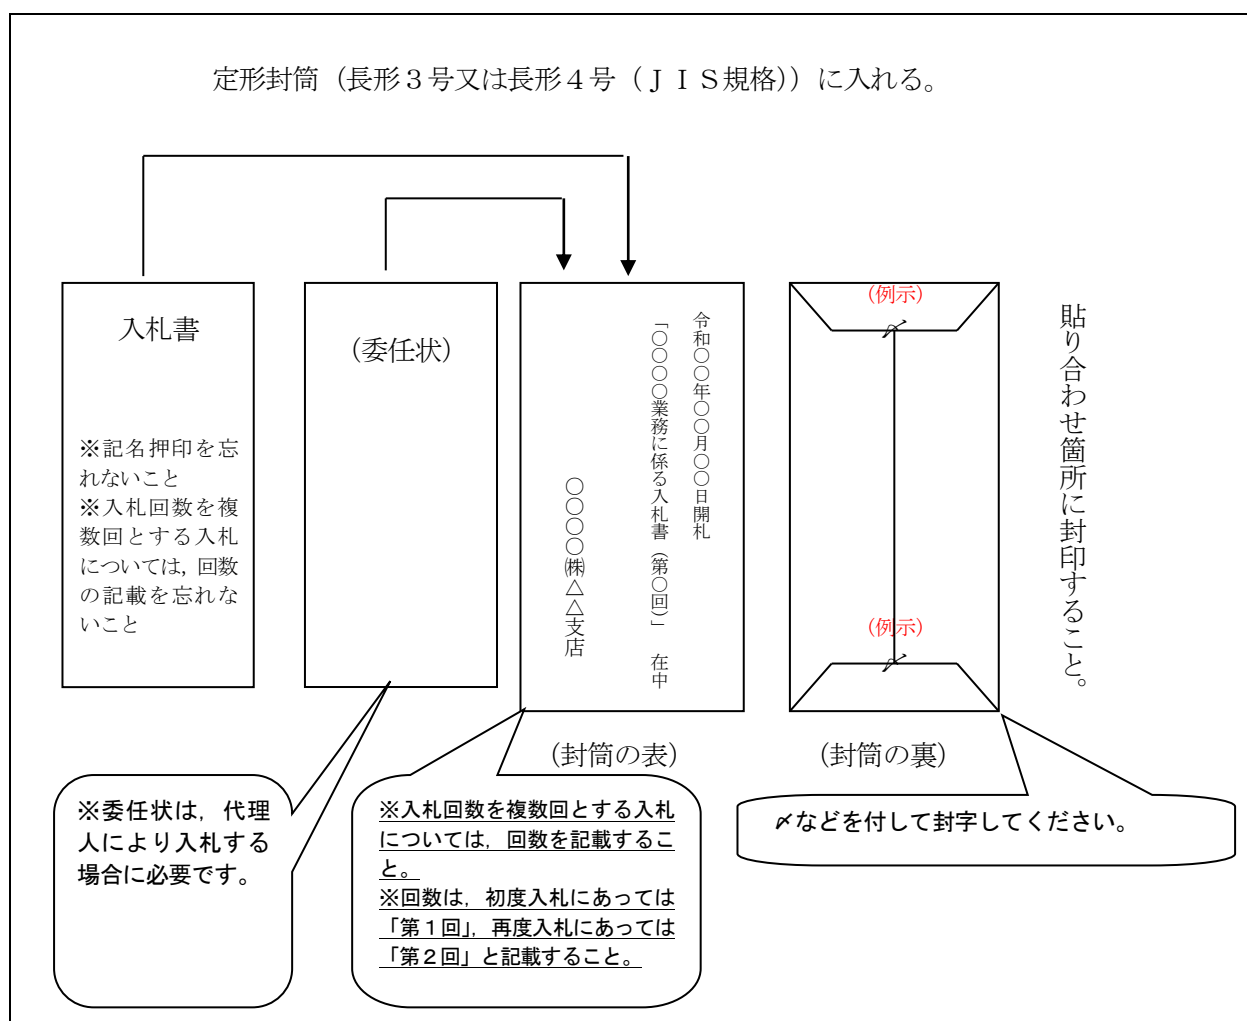 定形封筒（長形３号又は長形４号（ＪＩＳ規格））に入れる。
入札書
※記名押印を忘
れないこと
※入札回数を複
数回とする入札
については，回数
の記載を忘れな
いこと
（委任状）
令和〇〇年〇〇月〇〇日開札
「〇〇〇〇業務に係る入札書（第〇回）」　在中
〇〇〇〇㈱△△支店
（例示）
〆
（例示）
〆
貼り合わせ箇所に封印すること。
（封筒の表）
（封筒の裏）
※委任状は，代理
人により入札する
場合に必要です。
※入札回数を複数回とする入札
については，回数を記載するこ
と。
※回数は，初度入札にあっては
「第１回」，再度入札にあっては
「第２回」と記載すること。
〆などを付して封字してください。